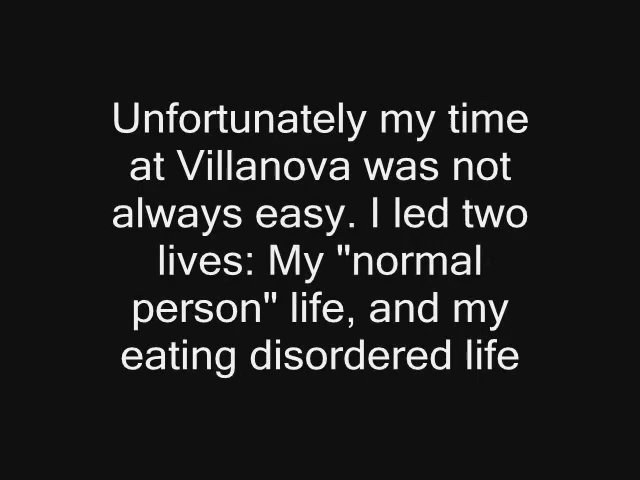 Unfortunately my time
at Villanova was not
always easy. I led two
lives: My "normal
person" life, and my
eating disordered life